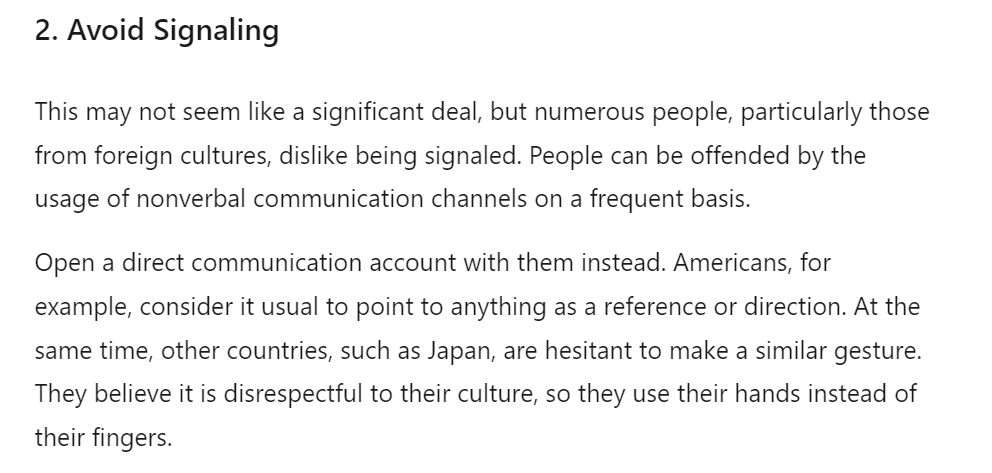 2. Avoid Signaling
This may not seem like a significant deal, but numerous people, particularly those
from foreign cultures, dislike being signaled. People can be offended by the
usage of nonverbal communication channels on a frequent basis.
Open a direct communication account with them instead. Americans, for
example, consider it usual to point to anything as a reference or direction. At the
same time, other countries, such as Japan, are hesitant to make a similar gesture.
They believe it is disrespectful to their culture, so they use their hands instead of
their fingers.